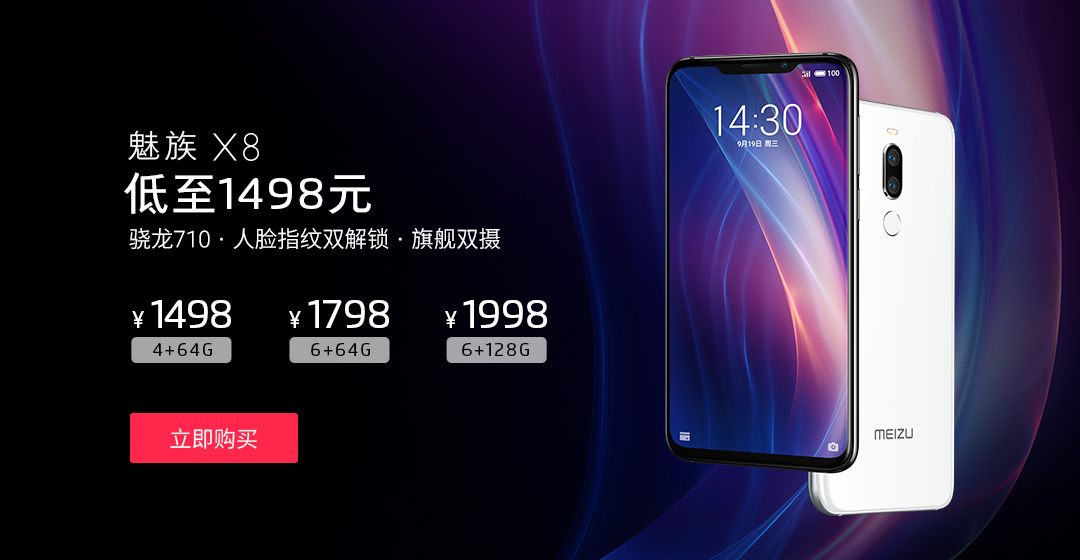 魅族 X8
低至1498元
骁龙710 · 人脸指纹双解锁 · 旗舰双摄
¥ 1498 ¥ 1798 ¥ 1998
4+64G 6+64G 6+128G
立即购买
100
14:30
9月19日 周三
MEIZU